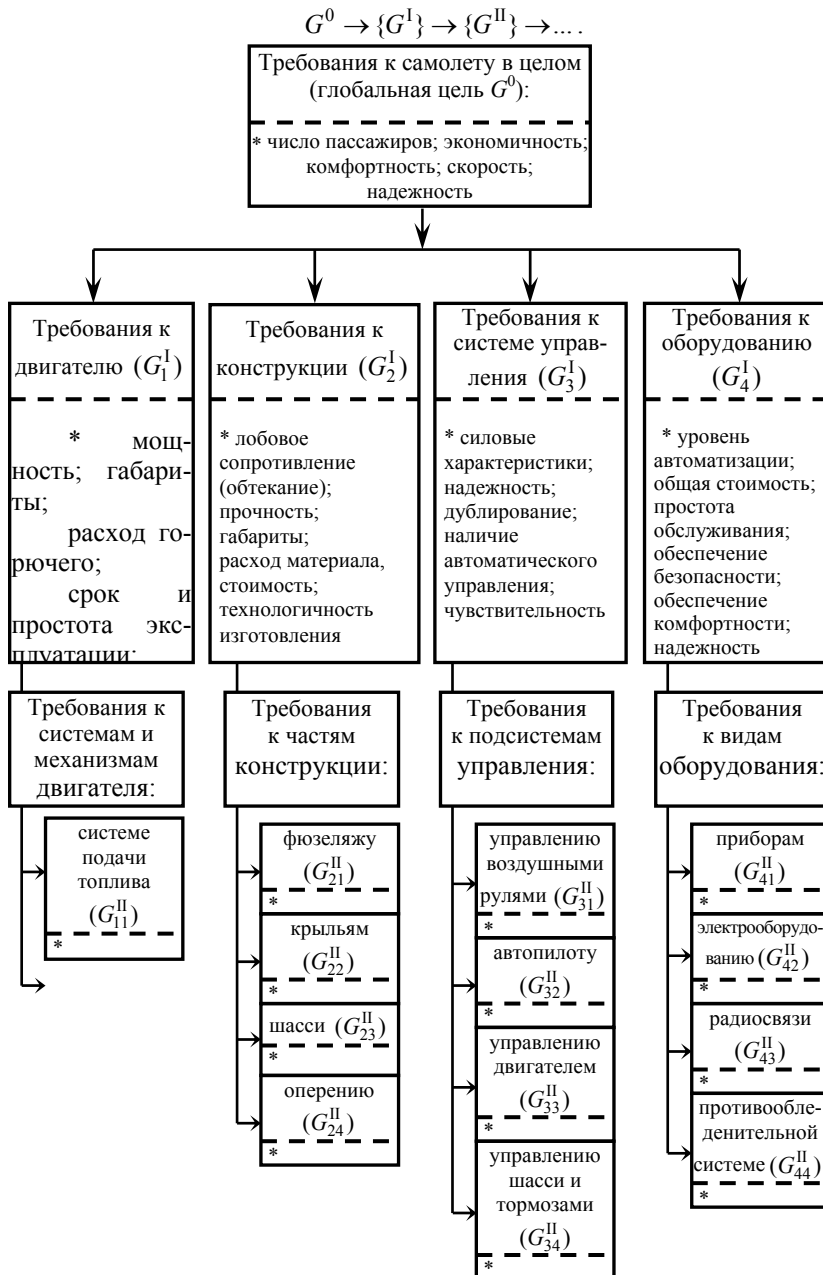 G⁰ → {Gᴵ} → {Gᴵᴵ} → ... .
Требования к самолету в целом
(глобальная цель G⁰):
* число пассажиров; экономичность;
комфортность; скорость;
надежность
Требования к
двигателю (G₁ᴵ)
* мощ-
ность; габари-
ты;
расход го-
рючего;
срок и
простота экс-
плуатации;
Требования к
конструкции (G₂ᴵ)
* лобовое
сопротивление
(обтекание);
прочность;
габариты;
расход материала,
стоимость;
технологичность
изготовления
Требования к
системе управ-
ления (G₃ᴵ)
* силовые
характеристики;
надежность;
дублирование;
наличие
автоматического
управления;
чувствительность
Требования к
оборудованию
(G₄ᴵ)
* уровень
автоматизации;
общая стоимость;
простота
обслуживания;
обеспечение
безопасности;
обеспечение
комфортности;
надежность
Требования к
системам и
механизмам
двигателя:
системе
подачи
топлива
(G₁₁ᴵᴵ)
*
Требования
к частям
конструкции:
фюзеляжу
(G₂₁ᴵᴵ)
*
крыльям
(G₂₂ᴵᴵ)
*
шасси (G₂₃ᴵᴵ)
*
оперению
(G₂₄ᴵᴵ)
*
Требования
к подсистемам
управления:
управлению
воздушными
рулями (G₃₁ᴵᴵ)
*
автопилоту
(G₃₂ᴵᴵ)
*
управлению
двигателем
(G₃₃ᴵᴵ)
*
управлению
шасси и
тормозами
(G₃₄ᴵᴵ)
*
Требования
к видам
оборудования:
приборам
(G₄₁ᴵᴵ)
*
электрооборудо-
ванию (G₄₂ᴵᴵ)
*
радиосвязи
(G₄₃ᴵᴵ)
*
противообле-
денительной
системе (G₄₄ᴵᴵ)
*